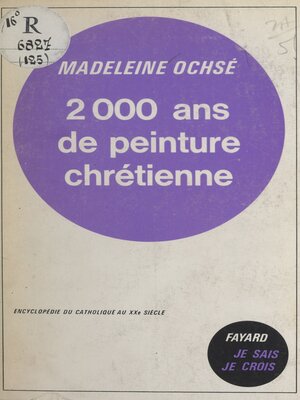 16°
R
6827
(125)
MADELEINE OCHSÉ
2 000 ans
de peinture
chrétienne
ENCYCLOPÉDIE DU CATHOLIQUE AU XXe SIÈCLE
FAYARD
JE SAIS
JE CROIS